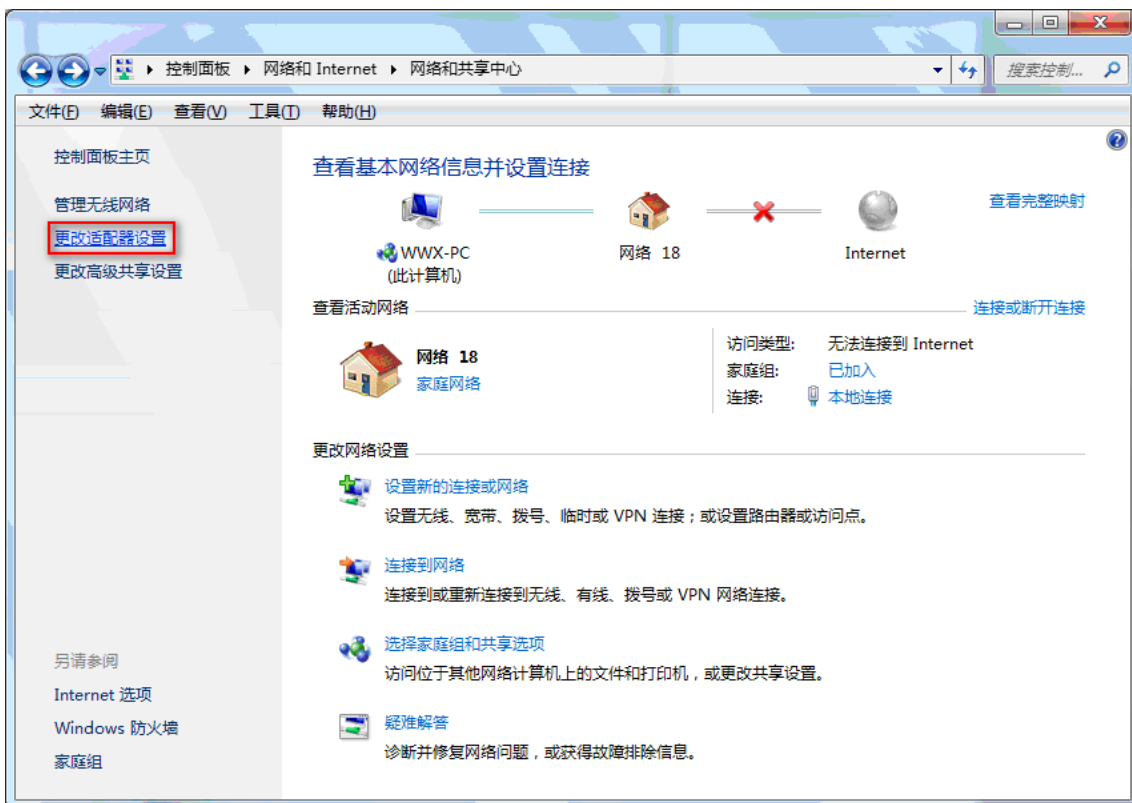 控制面板 网络和 Internet 网络和共享中心 搜索控制...
文件(F) 编辑(E) 查看(V) 工具(T) 帮助(H)
控制面板主页
管理无线网络
更改适配器设置
更改高级共享设置
另请参阅
Internet 选项
Windows 防火墙
家庭组
查看基本网络信息并设置连接
查看完整映射
WWX-PC
(此计算机)
网络 18
Internet
查看活动网络
连接或断开连接
网络 18
家庭网络
访问类型: 无法连接到 Internet
家庭组: 已加入
连接: 本地连接
更改网络设置
设置新的连接或网络
设置无线、宽带、拨号、临时或 VPN 连接；或设置路由器或访问点。
连接到网络
连接到或重新连接到无线、有线、拨号或 VPN 网络连接。
选择家庭组和共享选项
访问位于其他网络计算机上的文件和打印机，或更改共享设置。
疑难解答
诊断并修复网络问题，或获得故障排除信息。